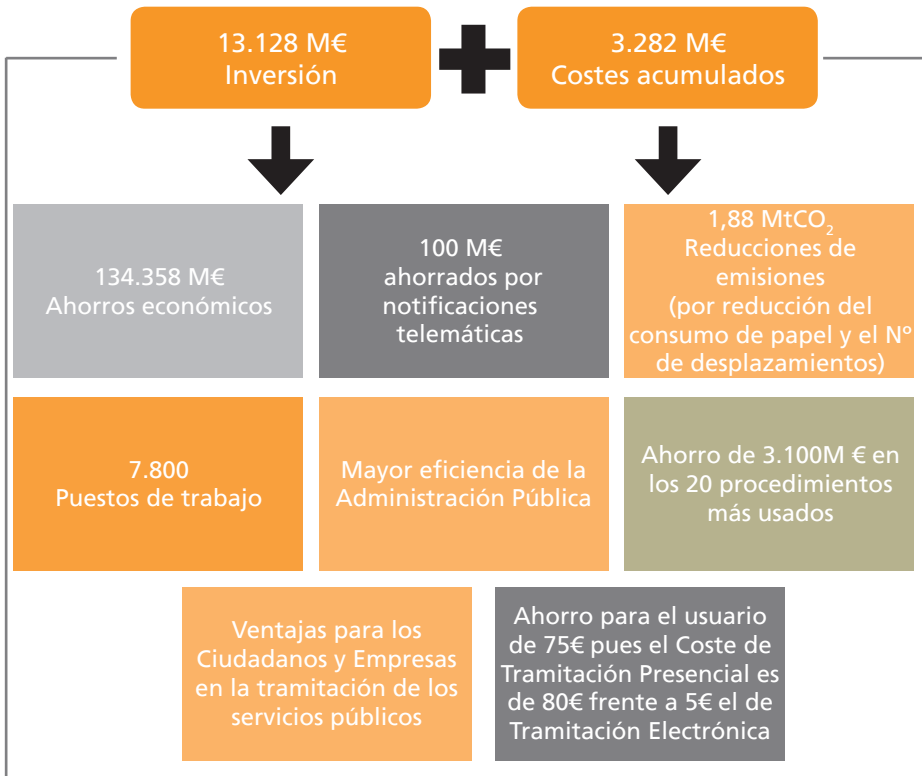 13.128 M€
Inversión
3.282 M€
Costes acumulados
134.358 M€
Ahorros económicos
100 M€
ahorrados por
notificaciones
telemáticas
1,88 MtCO₂
Reducciones de
emisiones
(por reducción del
consumo de papel y el Nº
de desplazamientos)
7.800
Puestos de trabajo
Mayor eficiencia de la
Administración Pública
Ahorro de 3.100M € en
los 20 procedimientos
más usados
Ventajas para los
Ciudadanos y Empresas
en la tramitación de los
servicios públicos
Ahorro para el usuario
de 75€ pues el Coste de
Tramitación Presencial es
de 80€ frente a 5€ el de
Tramitación Electrónica